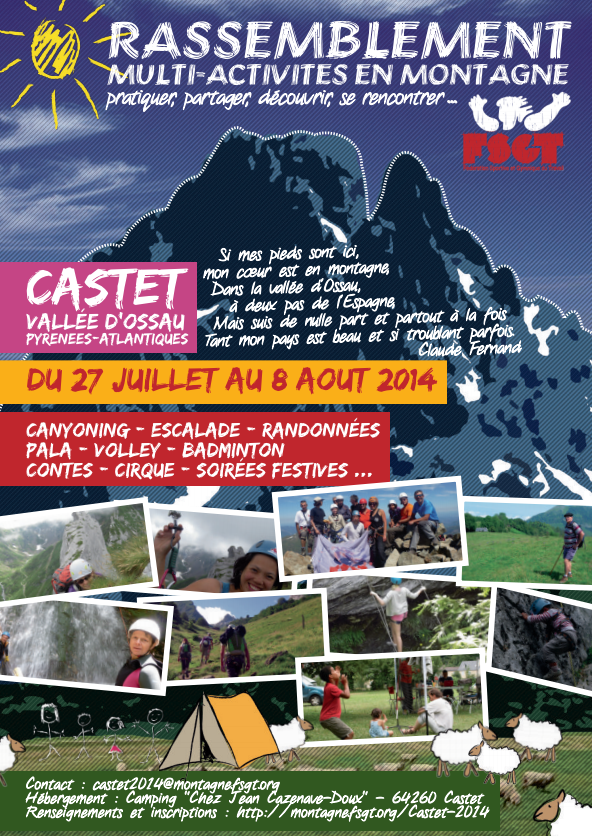 RASSEMBLEMENT
MULTI-ACTIVITES EN MONTAGNE
pratiquer, partager, découvrir, se rencontrer ...
FSGT
Si mes pieds sont ici,
mon cœur est en montagne,
Dans la vallée d'Ossau,
à deux pas de l'Espagne,
Mais suis de nulle part et partout à la fois
Tant mon pays est beau et si troublant parfois.
Claude Fernand
CASTET
VALLÉE D'OSSAU
PYRENEES-ATLANTIQUES
DU 27 JUILLET AU 8 AOUT 2014
CANYONING - ESCALADE - RANDONNÉES
PALA - VOLLEY - BADMINTON
CONTES - CIRQUE - SOIRÉES FESTIVES ...
FSGT
Contact : castet2014@montagnefsgt.org
Hébergement : Camping "Chez Jean Cazenave-Doux" - 64260 Castet
Renseignements et inscriptions : http://montagnefsgt.org/Castet-2014